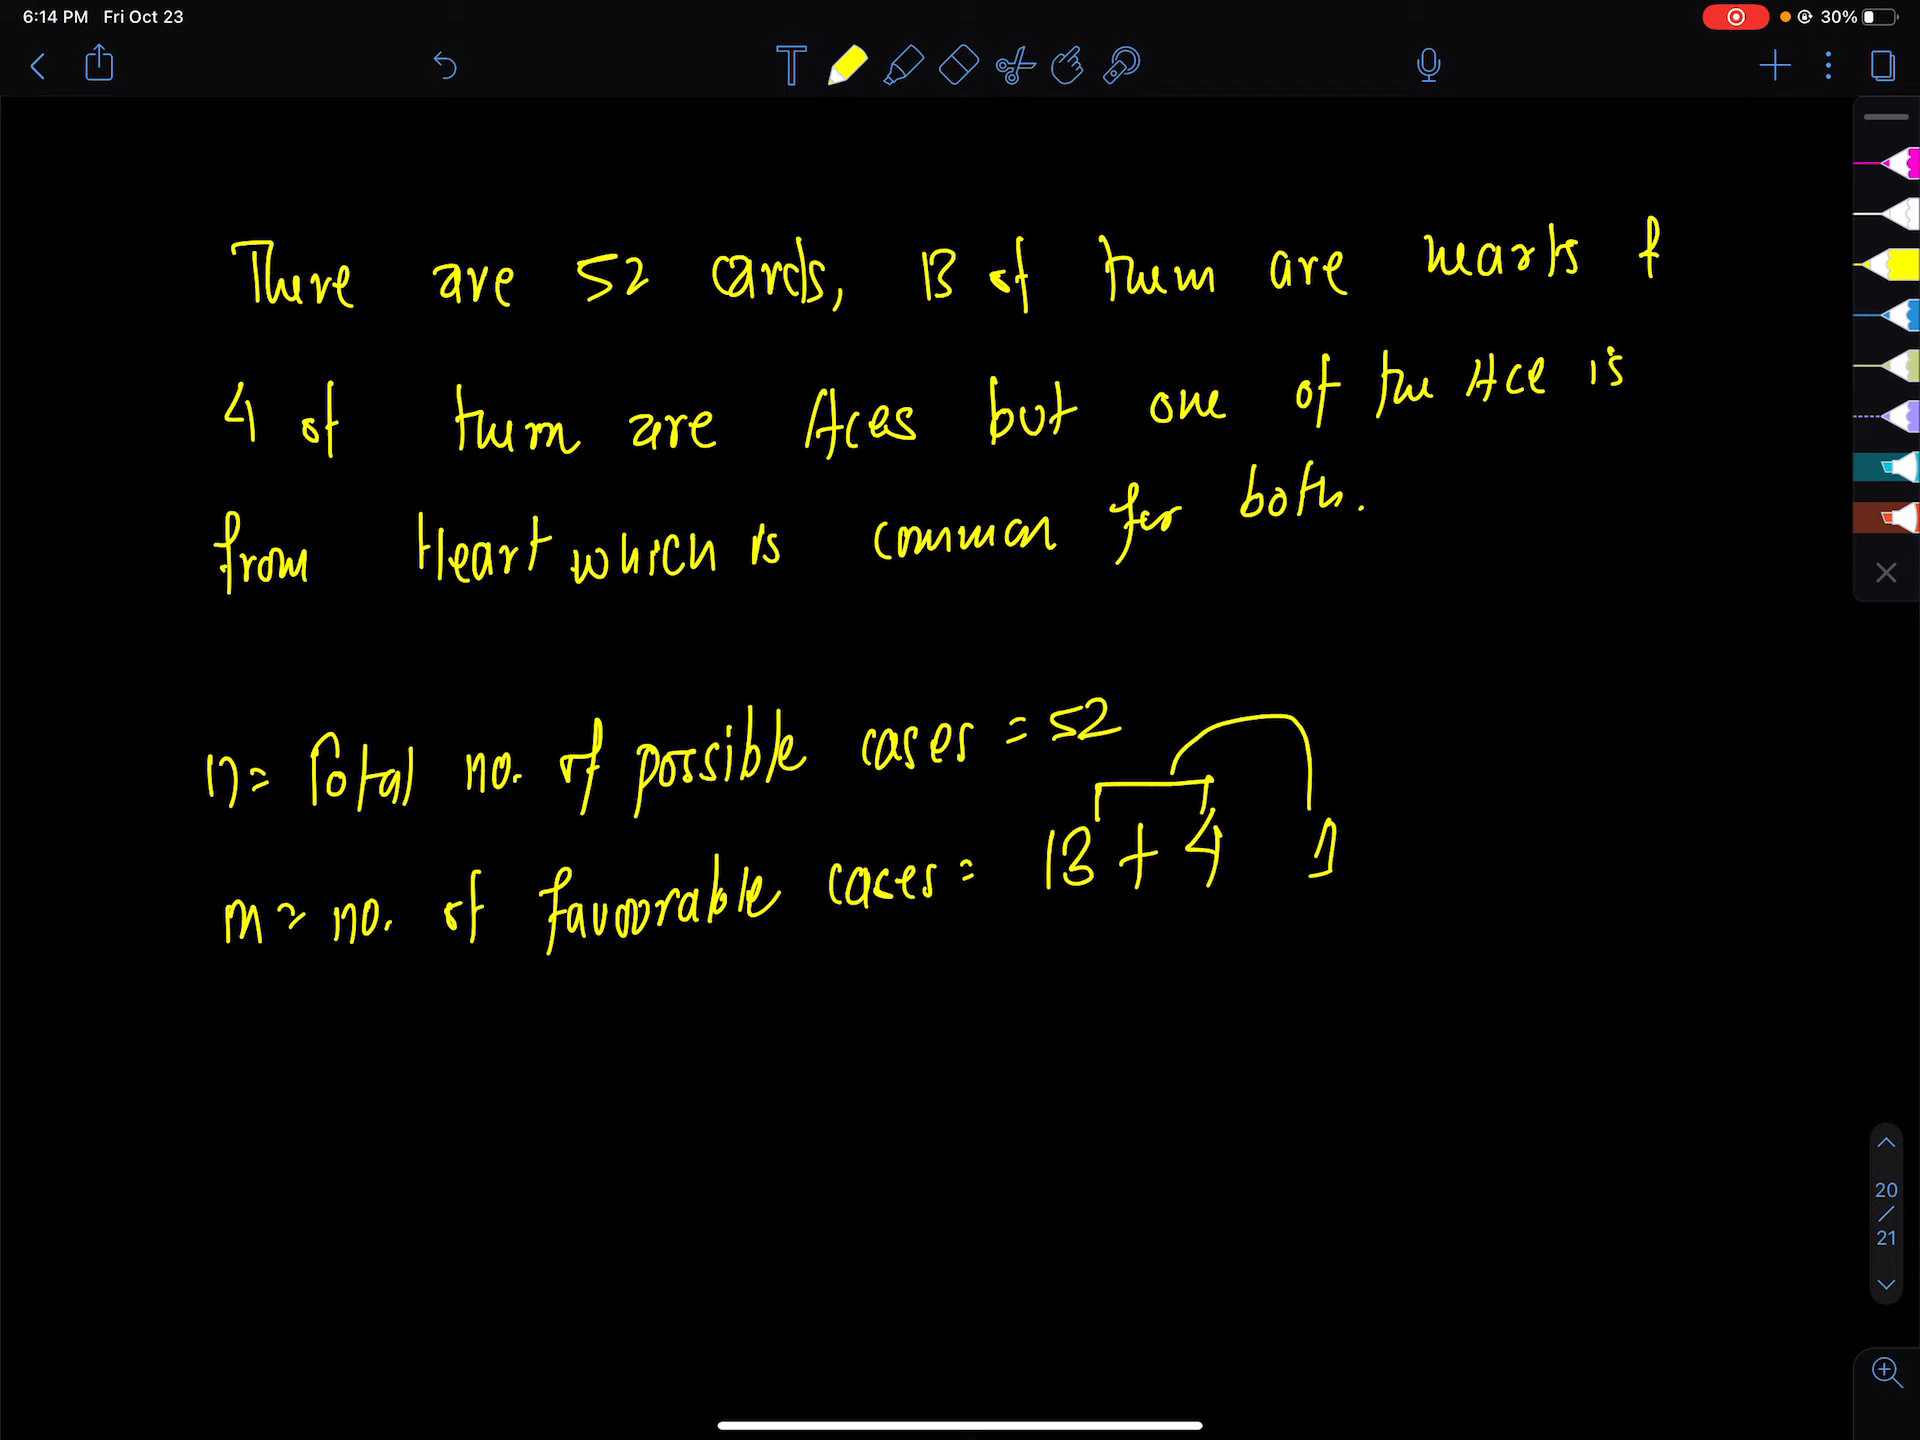 6:14 PM Fri Oct 23
30%
There are 52 cards, 13 of them are hearts &
4 of them are Aces but one of the Ace is
from Heart which is common for both.
n = Total no. of possible cases = 52
m = no. of favourable cases = 13 + 4 1
20
/
21